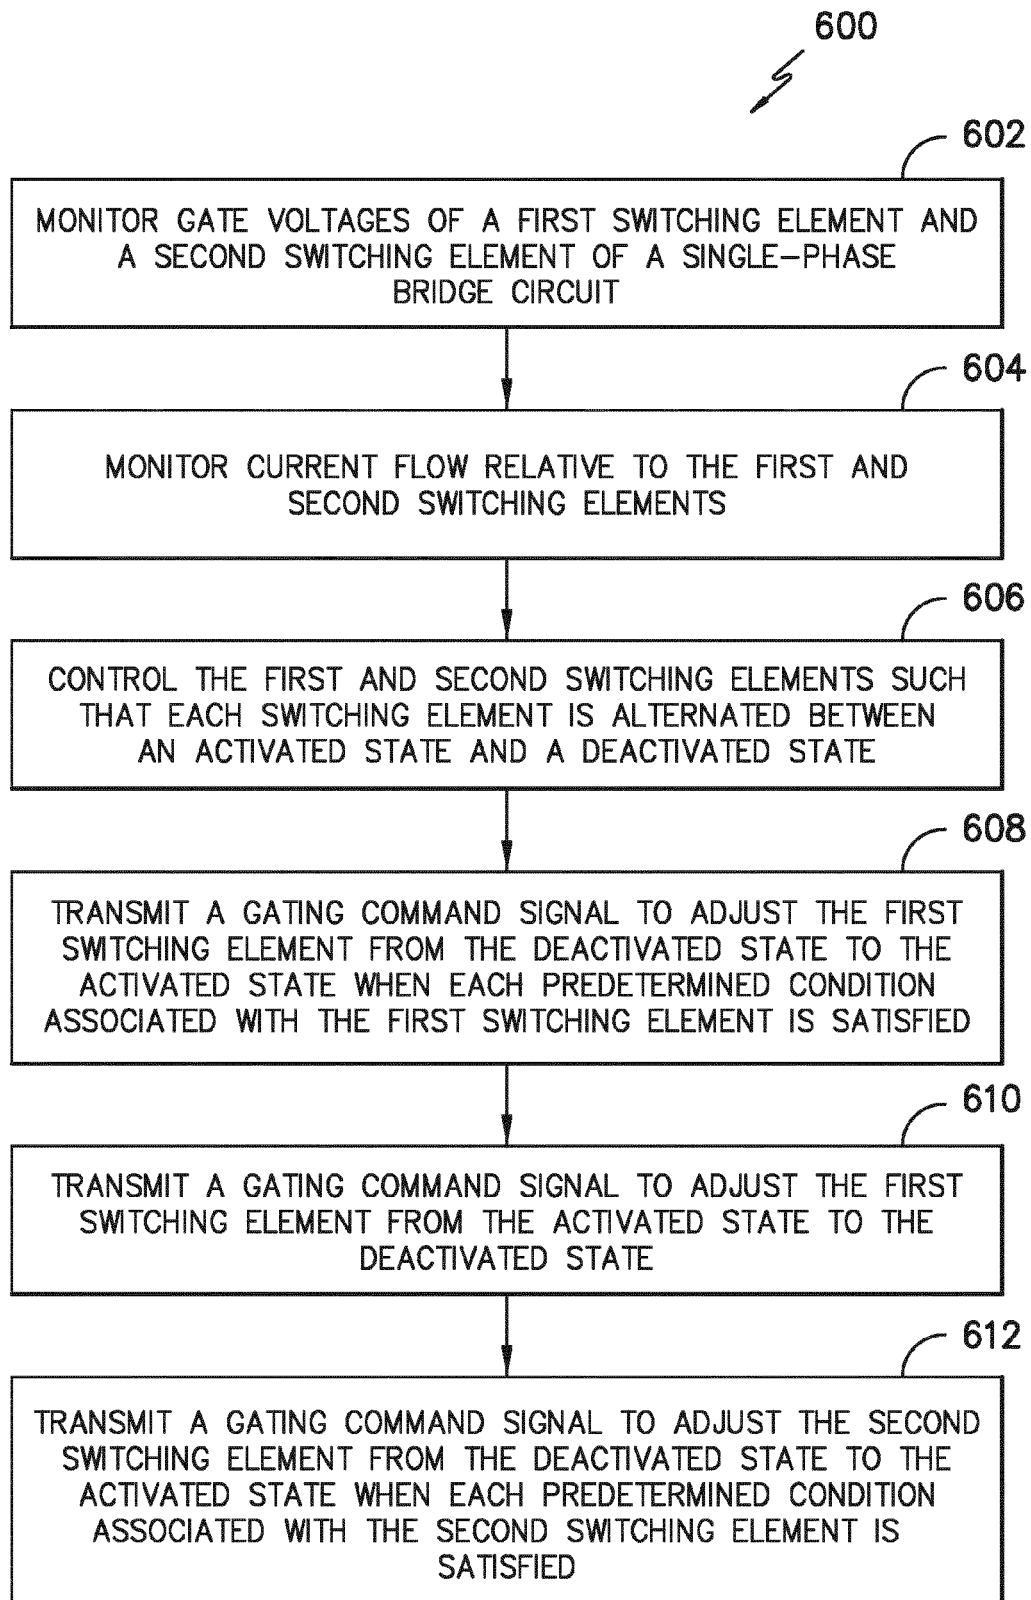 600
602
MONITOR GATE VOLTAGES OF A FIRST SWITCHING ELEMENT AND
A SECOND SWITCHING ELEMENT OF A SINGLE-PHASE
BRIDGE CIRCUIT
604
MONITOR CURRENT FLOW RELATIVE TO THE FIRST AND
SECOND SWITCHING ELEMENTS
606
CONTROL THE FIRST AND SECOND SWITCHING ELEMENTS SUCH
THAT EACH SWITCHING ELEMENT IS ALTERNATED BETWEEN
AN ACTIVATED STATE AND A DEACTIVATED STATE
608
TRANSMIT A GATING COMMAND SIGNAL TO ADJUST THE FIRST
SWITCHING ELEMENT FROM THE DEACTIVATED STATE TO THE
ACTIVATED STATE WHEN EACH PREDETERMINED CONDITION
ASSOCIATED WITH THE FIRST SWITCHING ELEMENT IS SATISFIED
610
TRANSMIT A GATING COMMAND SIGNAL TO ADJUST THE FIRST
SWITCHING ELEMENT FROM THE ACTIVATED STATE TO THE
DEACTIVATED STATE
612
TRANSMIT A GATING COMMAND SIGNAL TO ADJUST THE SECOND
SWITCHING ELEMENT FROM THE DEACTIVATED STATE TO THE
ACTIVATED STATE WHEN EACH PREDETERMINED CONDITION
ASSOCIATED WITH THE SECOND SWITCHING ELEMENT IS
SATISFIED